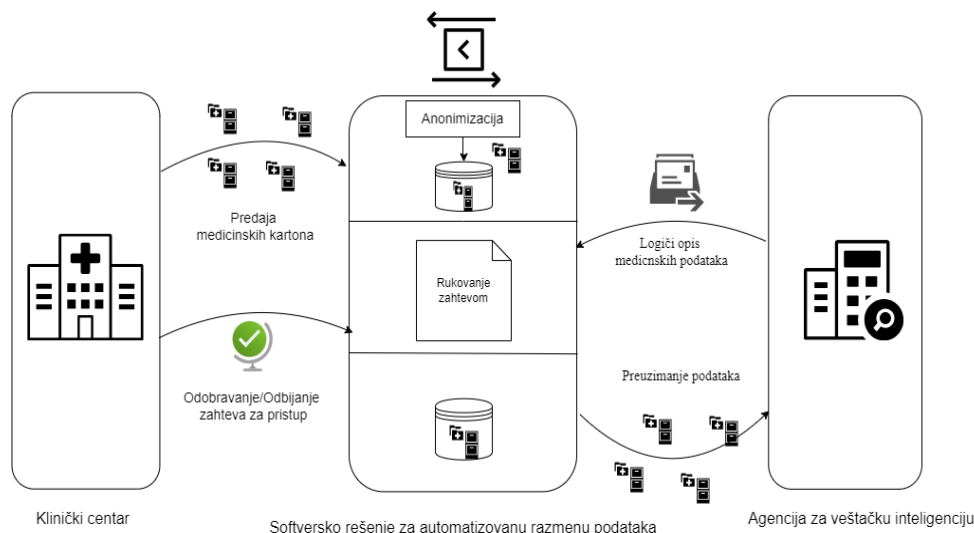 Anonimizacija
Predaja
medicinskih kartona
Logiči opis
medicnskih podataka
Rukovanje
zahtevom
Odobravanje/Odbijanje
zahteva za pristup
Preuzimanje podataka
Klinički centar
Softversko rešenje za automatizovanu razmenu podataka
Agencija za veštačku inteligenciju